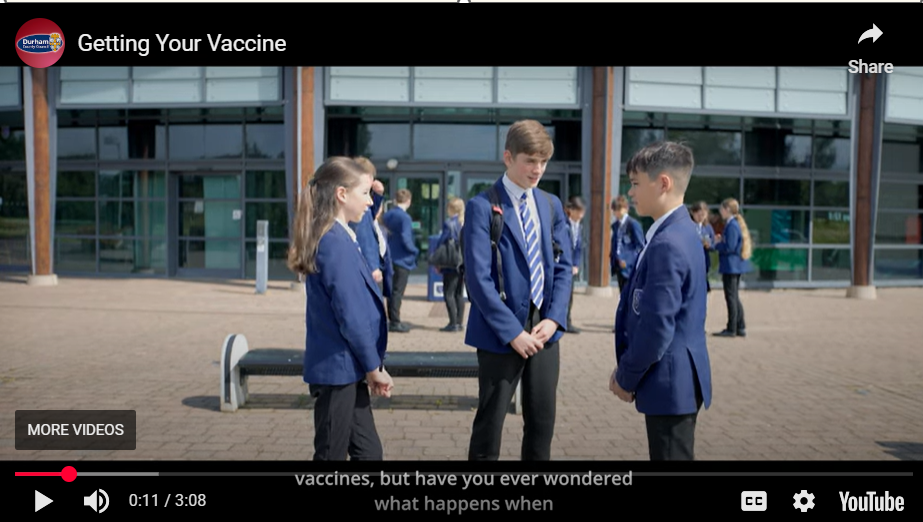 Durham
County Council
Getting Your Vaccine
Share
MORE VIDEOS
vaccines, but have you ever wondered
what happens when
0:11 / 3:08
CC
YouTube